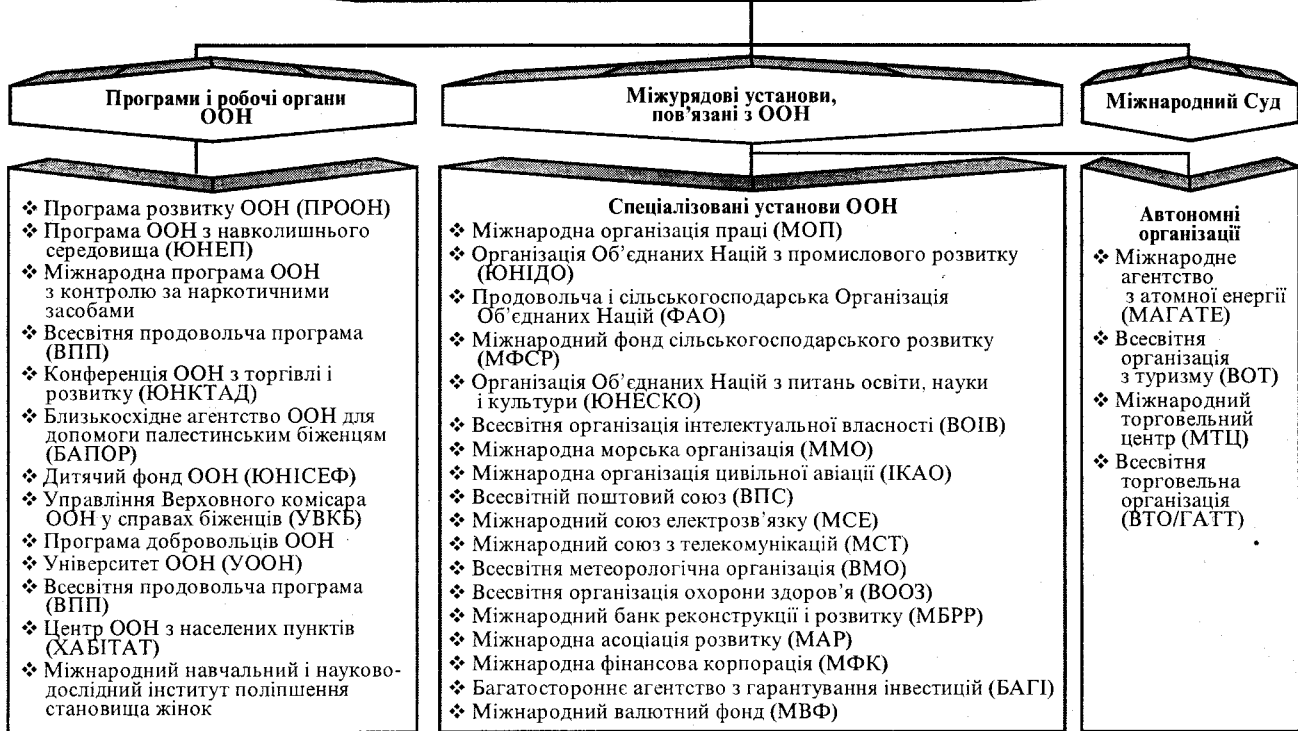 Програми і робочі органи
ООН
Міжурядові установи,
пов’язані з ООН
Міжнародний Суд
❖ Програма розвитку ООН (ПРООН)
❖ Програма ООН з навколишнього
середовища (ЮНЕП)
❖ Міжнародна програма ООН
з контролю за наркотичними
засобами
❖ Всесвітня продовольча програма
(ВПП)
❖ Конференція ООН з торгівлі і
розвитку (ЮНКТАД)
❖ Близькосхідне агентство ООН для
допомоги палестинським біженцям
(БАПОР)
❖ Дитячий фонд ООН (ЮНІСЕФ)
❖ Управління Верховного комісара
ООН у справах біженців (УВКБ)
❖ Програма добровольців ООН
❖ Університет ООН (УООН)
❖ Всесвітня продовольча програма
(ВПП)
❖ Центр ООН з населених пунктів
(ХАБІТАТ)
❖ Міжнародний навчальний і науково-
дослідний інститут поліпшення
становища жінок
Спеціалізовані установи ООН
❖ Міжнародна організація праці (МОП)
❖ Організація Об’єднаних Націй з промислового розвитку
(ЮНІДО)
❖ Продовольча і сільськогосподарська Організація
Об’єднаних Націй (ФАО)
❖ Міжнародний фонд сільськогосподарського розвитку
(МФСР)
❖ Організація Об’єднаних Націй з питань освіти, науки
і культури (ЮНЕСКО)
❖ Всесвітня організація інтелектуальної власності (ВОІВ)
❖ Міжнародна морська організація (ММО)
❖ Міжнародна організація цивільної авіації (ІКАО)
❖ Всесвітній поштовий союз (ВПС)
❖ Міжнародний союз електрозв’язку (МСЕ)
❖ Міжнародний союз з телекомунікацій (МСТ)
❖ Всесвітня метеорологічна організація (ВМО)
❖ Всесвітня організація охорони здоров’я (ВООЗ)
❖ Міжнародний банк реконструкції і розвитку (МБРР)
❖ Міжнародна асоціація розвитку (МАР)
❖ Міжнародна фінансова корпорація (МФК)
❖ Багатостороннє агентство з гарантування інвестицій (БАГІ)
❖ Міжнародний валютний фонд (МВФ)
Автономні
організації
❖ Міжнародне
агентство
з атомної енергії
(МАГАТЕ)
❖ Всесвітня
організація
з туризму (ВОТ)
❖ Міжнародний
торговельний
центр (МТЦ)
❖ Всесвітня
торговельна
організація
(ВТО/ГАТТ)